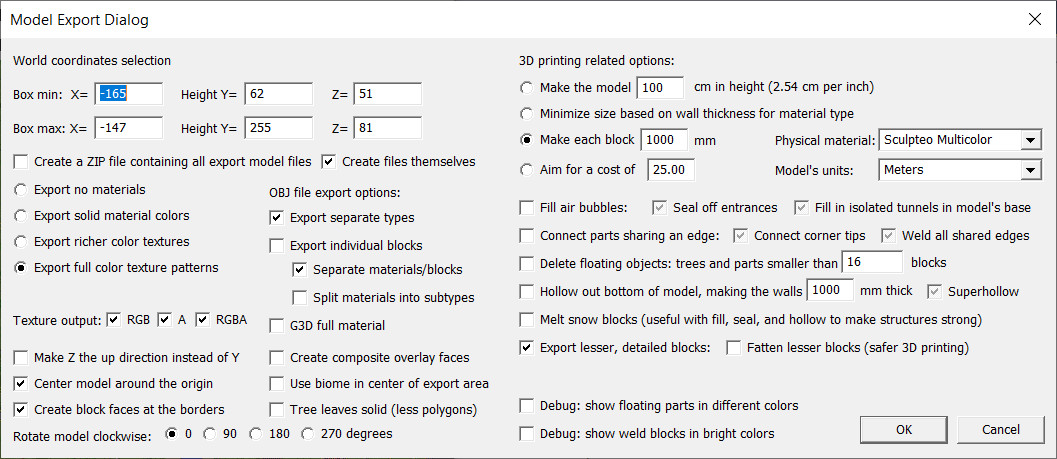 Model Export Dialog
World coordinates selection
Box min: X= -165 Height Y= 62 Z= 51
Box max: X= -147 Height Y= 255 Z= 81
Create a ZIP file containing all export model files Create files themselves
Export no materials
Export solid material colors
Export richer color textures
Export full color texture patterns
OBJ file export options:
Export separate types
Export individual blocks
Separate materials/blocks
Split materials into subtypes
Texture output: RGB A RGBA
G3D full material
Make Z the up direction instead of Y
Center model around the origin
Create block faces at the borders
Create composite overlay faces
Use biome in center of export area
Tree leaves solid (less polygons)
Rotate model clockwise: 0 90 180 270 degrees
3D printing related options:
Make the model 100 cm in height (2.54 cm per inch)
Minimize size based on wall thickness for material type
Make each block 1000 mm Physical material: Sculpteo Multicolor
Aim for a cost of 25.00 Model's units: Meters
Fill air bubbles: Seal off entrances Fill in isolated tunnels in model's base
Connect parts sharing an edge: Connect corner tips Weld all shared edges
Delete floating objects: trees and parts smaller than 16 blocks
Hollow out bottom of model, making the walls 1000 mm thick Superhollow
Melt snow blocks (useful with fill, seal, and hollow to make structures strong)
Export lesser, detailed blocks: Fatten lesser blocks (safer 3D printing)
Debug: show floating parts in different colors
Debug: show weld blocks in bright colors
OK Cancel